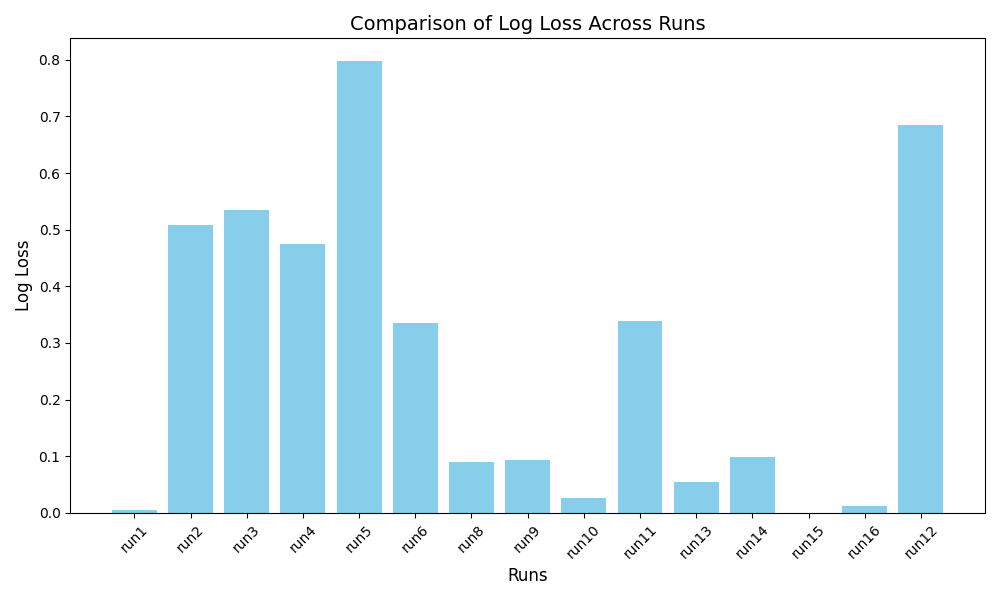 Comparison of Log Loss Across Runs
Log Loss
0.8
0.7
0.6
0.5
0.4
0.3
0.2
0.1
0.0
run1 run2 run3 run4 run5 run6 run8 run9 run10 run11 run13 run14 run15 run16 run12
Runs